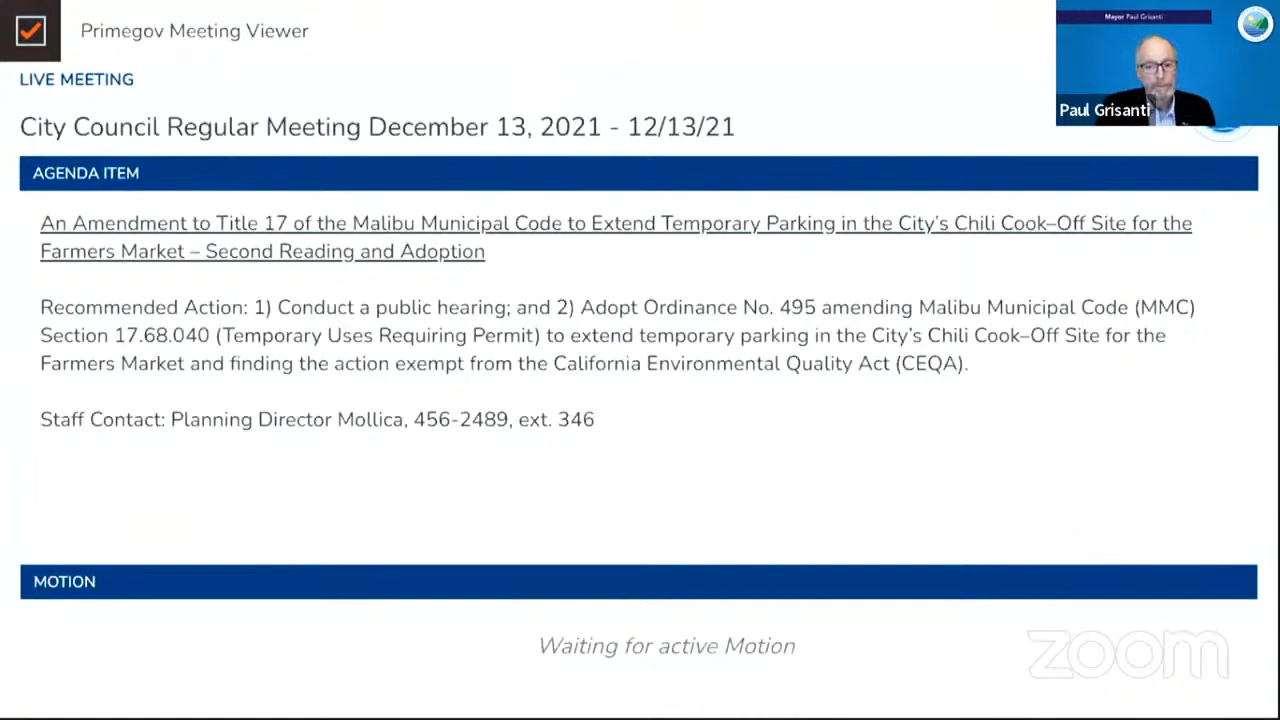 Primegov Meeting Viewer
Mayor Paul Grisanti
LIVE MEETING
Paul Grisanti
City Council Regular Meeting December 13, 2021 - 12/13/21
AGENDA ITEM
An Amendment to Title 17 of the Malibu Municipal Code to Extend Temporary Parking in the City's Chili Cook–Off Site for the
Farmers Market – Second Reading and Adoption
Recommended Action: 1) Conduct a public hearing; and 2) Adopt Ordinance No. 495 amending Malibu Municipal Code (MMC)
Section 17.68.040 (Temporary Uses Requiring Permit) to extend temporary parking in the City's Chili Cook–Off Site for the
Farmers Market and finding the action exempt from the California Environmental Quality Act (CEQA).
Staff Contact: Planning Director Mollica, 456-2489, ext. 346
MOTION
Waiting for active Motion
zoom